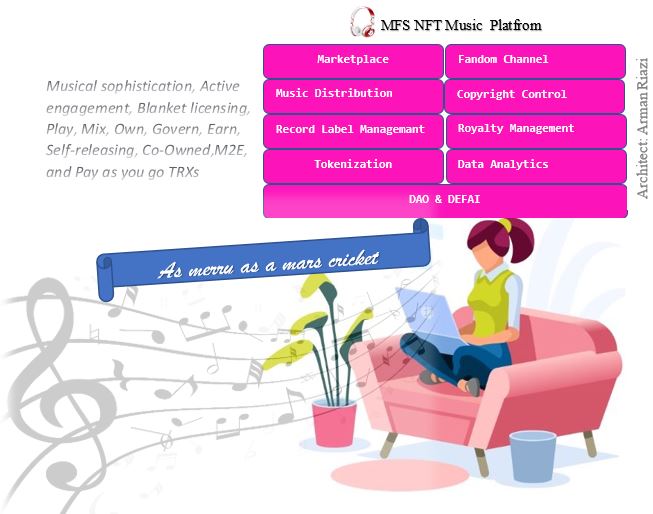 MFS NFT Music Platfrom
Musical sophistication, Active
engagement, Blanket licensing,
Play, Mix, Own, Govern, Earn,
Self-releasing, Co-Owned,M2E,
and Pay as you go TRXs
Marketplace
Fandom Channel
Music Distribution
Copyright Control
Record Label Managemant
Royalty Management
Tokenization
Data Analytics
DAO & DEFAI
Architect: Arman Riazi
As merru as a mars cricket